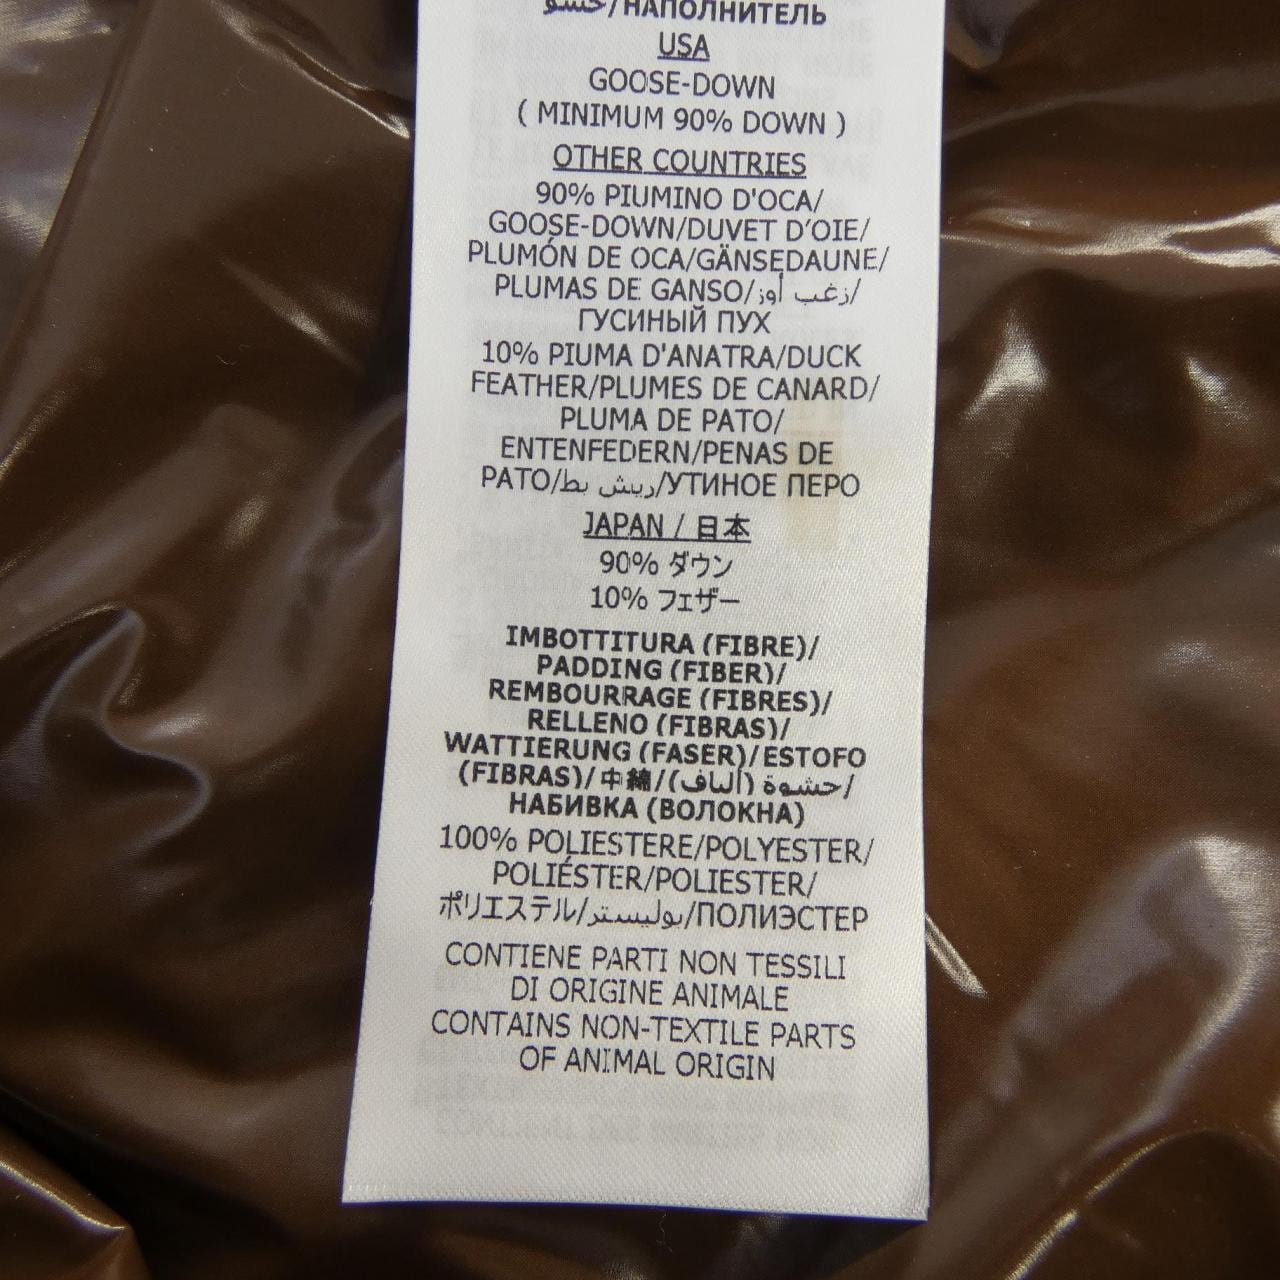 حشو/НАПОЛНИТЕЛЬ
USA
GOOSE-DOWN
( MINIMUM 90% DOWN )
OTHER COUNTRIES
90% PIUMINO D'OCA/
GOOSE-DOWN/DUVET D’OIE/
PLUMÓN DE OCA/GÄNSEDAUNE/
PLUMAS DE GANSO/زغب أوز/
ГУСИНЫЙ ПУХ
10% PIUMA D'ANATRA/DUCK
FEATHER/PLUMES DE CANARD/
PLUMA DE PATO/
ENTENFEDERN/PENAS DE
PATO/ريش بط/УТИНОЕ ПЕРО
JAPAN / 日本
90% ダウン
10% フェザー
IMBOTTITURA (FIBRE)/
PADDING (FIBER)/
REMBOURRAGE (FIBRES)/
RELLENO (FIBRAS)/
WATTIERUNG (FASER)/ESTOFO
(FIBRAS)/中綿/حشوة (ألياف)/
НАБИВКА (ВОЛОКНА)
100% POLIESTERE/POLYESTER/
POLIÉSTER/POLIESTER/
ポリエステル/بوليستر/ПОЛИЭСТЕР
CONTIENE PARTI NON TESSILI
DI ORIGINE ANIMALE
CONTAINS NON-TEXTILE PARTS
OF ANIMAL ORIGIN